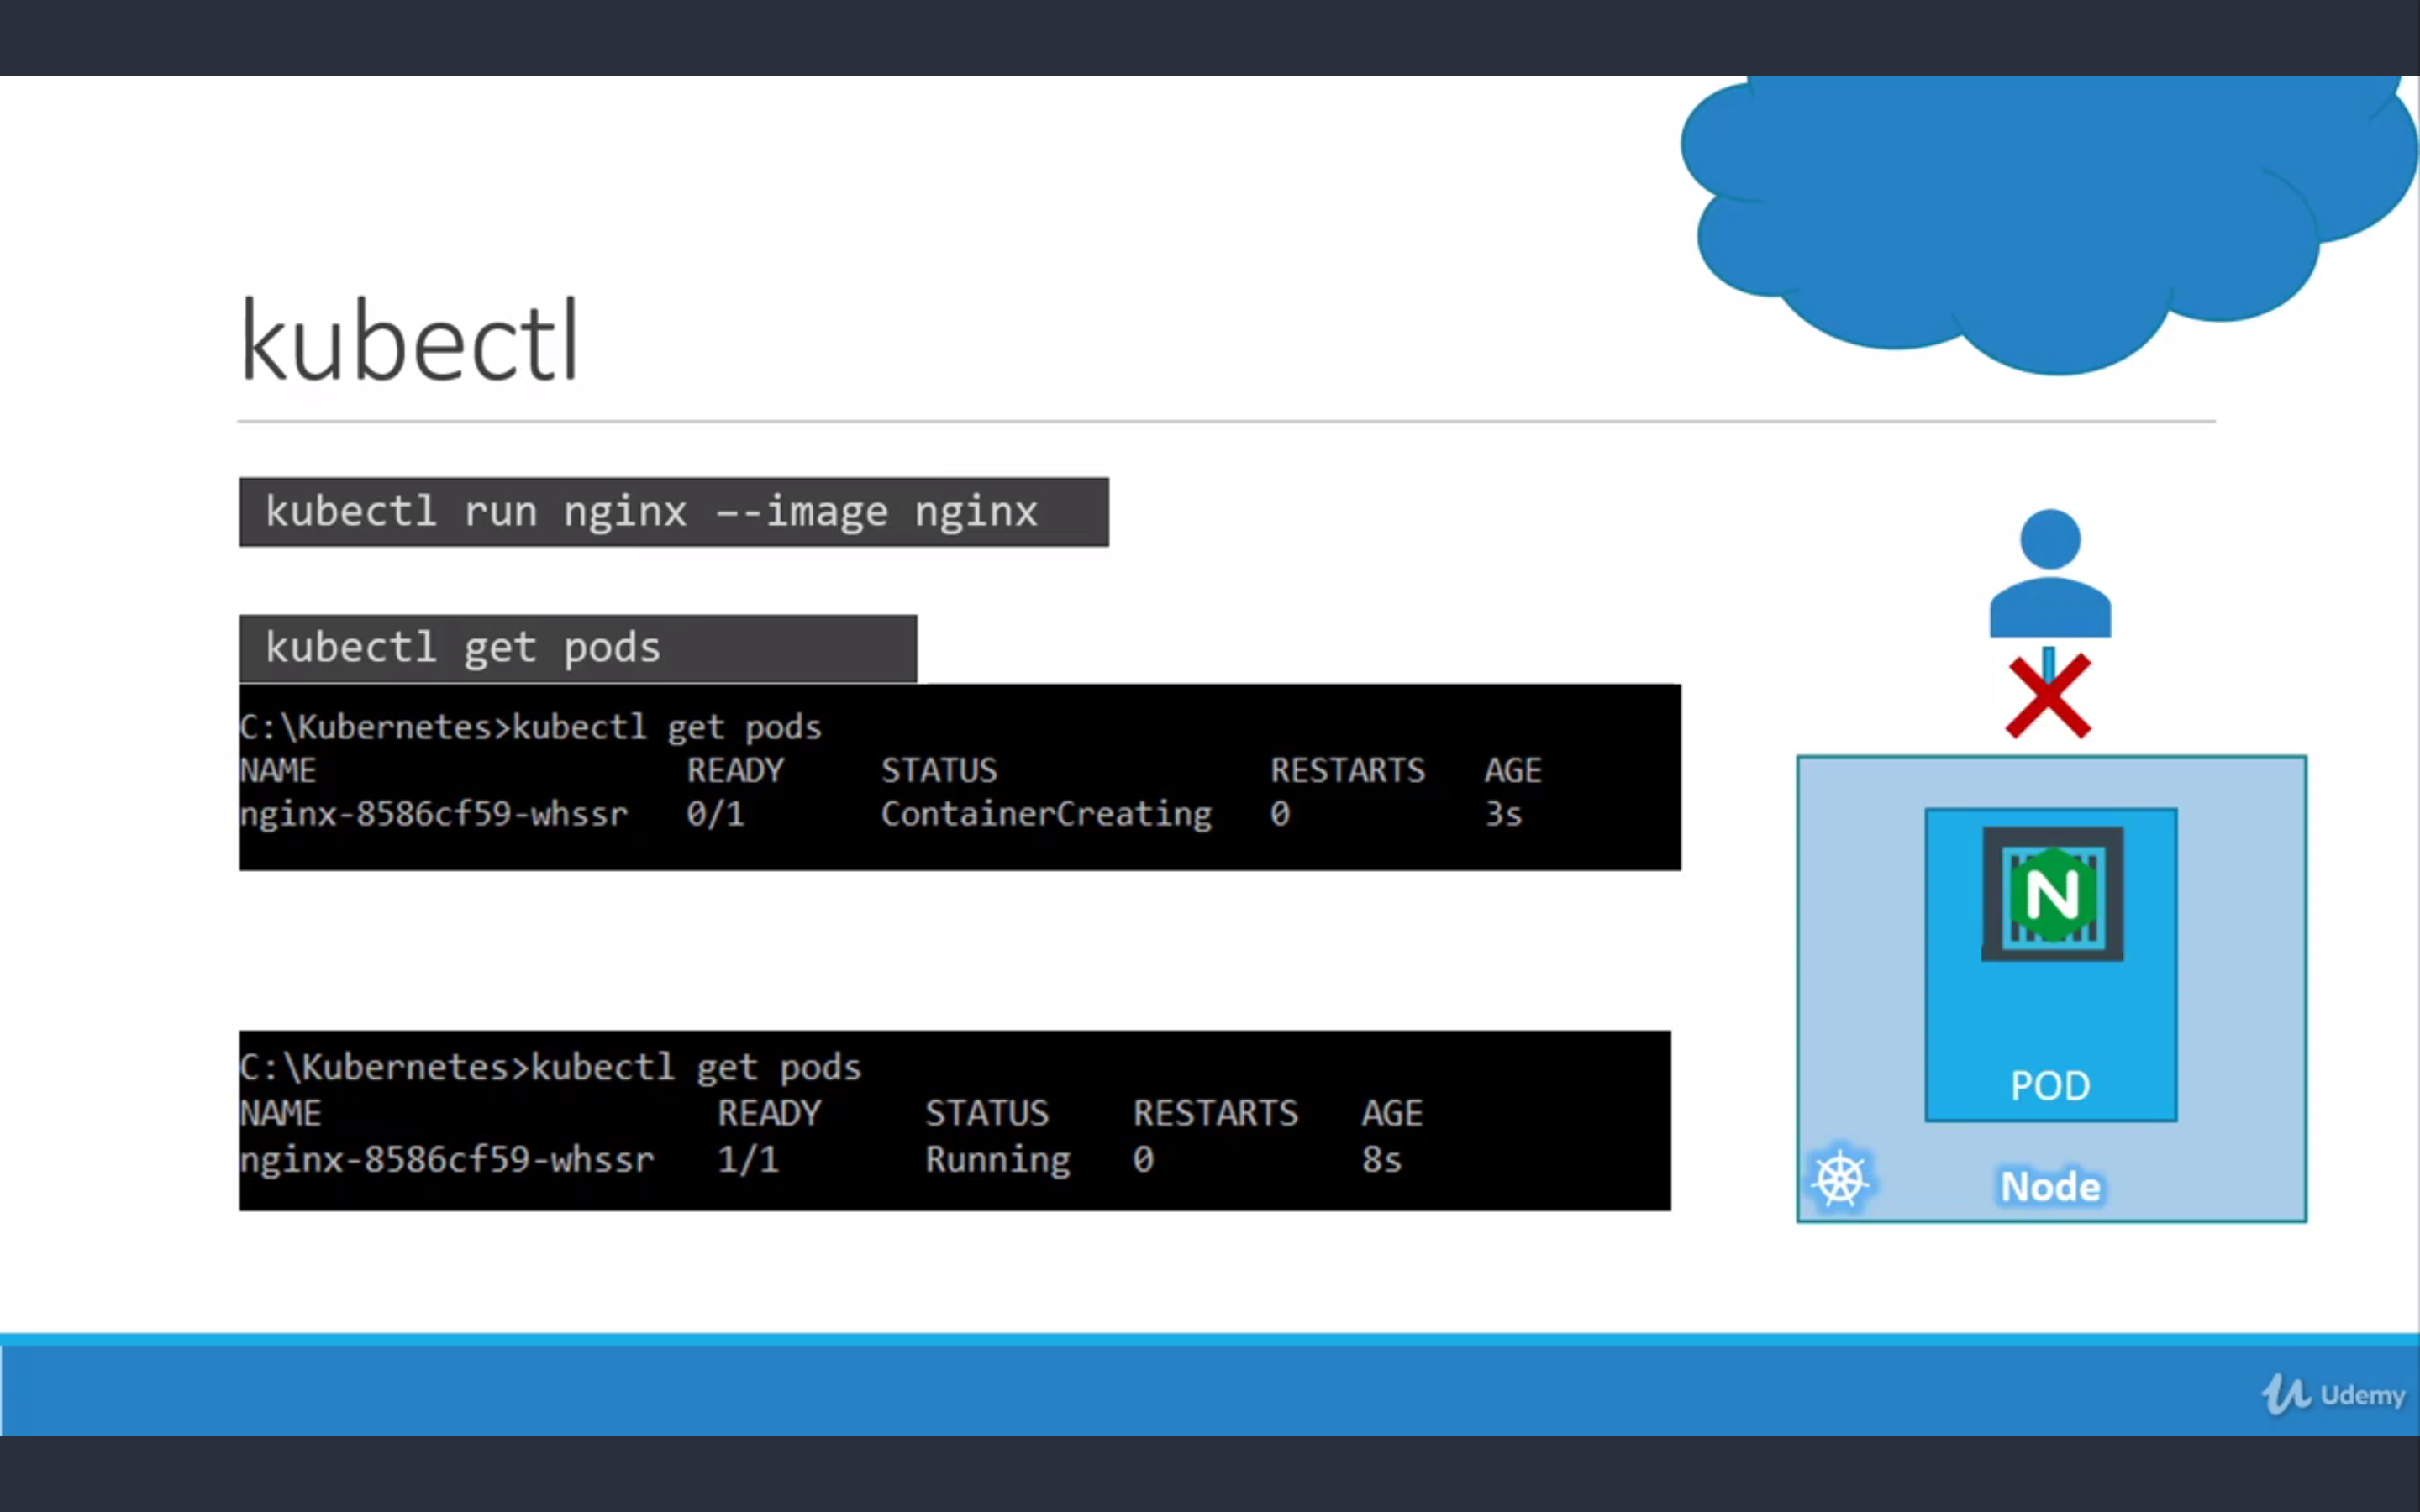 kubectl
kubectl run nginx –-image nginx
kubectl get pods
C:\Kubernetes>kubectl get pods
NAME READY STATUS RESTARTS AGE
nginx-8586cf59-whssr 0/1 ContainerCreating 0 3s
C:\Kubernetes>kubectl get pods
NAME READY STATUS RESTARTS AGE
nginx-8586cf59-whssr 1/1 Running 0 8s
N
POD
Node
Udemy